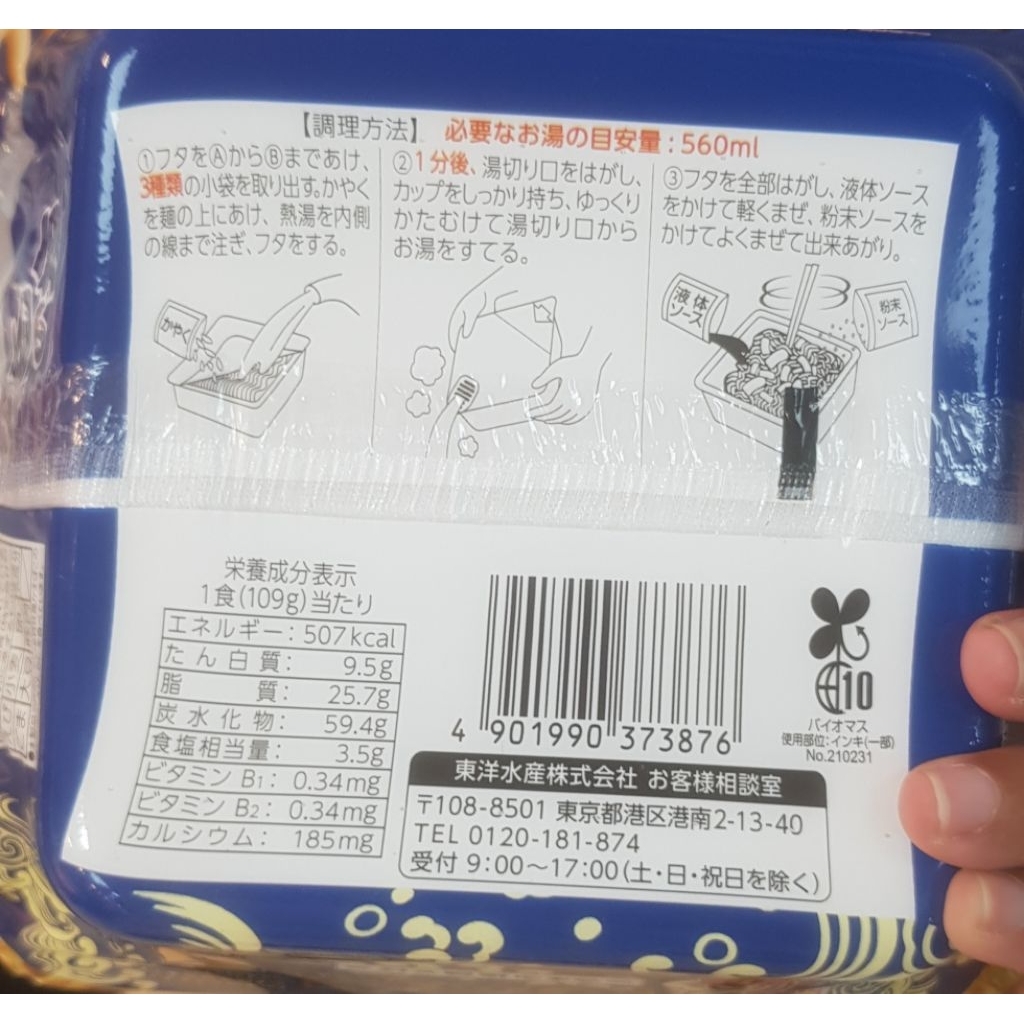 【調理方法】 必要なお湯の目安量：560ml
①フタをⒶからⒷまであけ、
3種類の小袋を取り出す。かやく
を麺の上にあけ、熱湯を内側
の線まで注ぎ、フタをする。
②1分後、湯切り口をはがし、
カップをしっかり持ち、ゆっくり
かたむけて湯切り口から
お湯をすてる。
③フタを全部はがし、液体ソース
をかけて軽くまぜ、粉末ソースを
かけてよくまぜて出来あがり。
かやく
液体
ソース
粉末
ソース
栄養成分表示
1食(109g)当たり
エネルギー：507kcal
たん白質：9.5g
脂質：25.7g
炭水化物：59.4g
食塩相当量：3.5g
ビタミン B1：0.34mg
ビタミン B2：0.34mg
カルシウム：185mg
4 901990 373876
10
バイオマス
使用部位：インキ(一部)
No.210231
東洋水産株式会社 お客様相談室
〒108-8501 東京都港区港南2-13-40
TEL 0120-181-874
受付 9:00～17:00(土・日・祝日を除く)